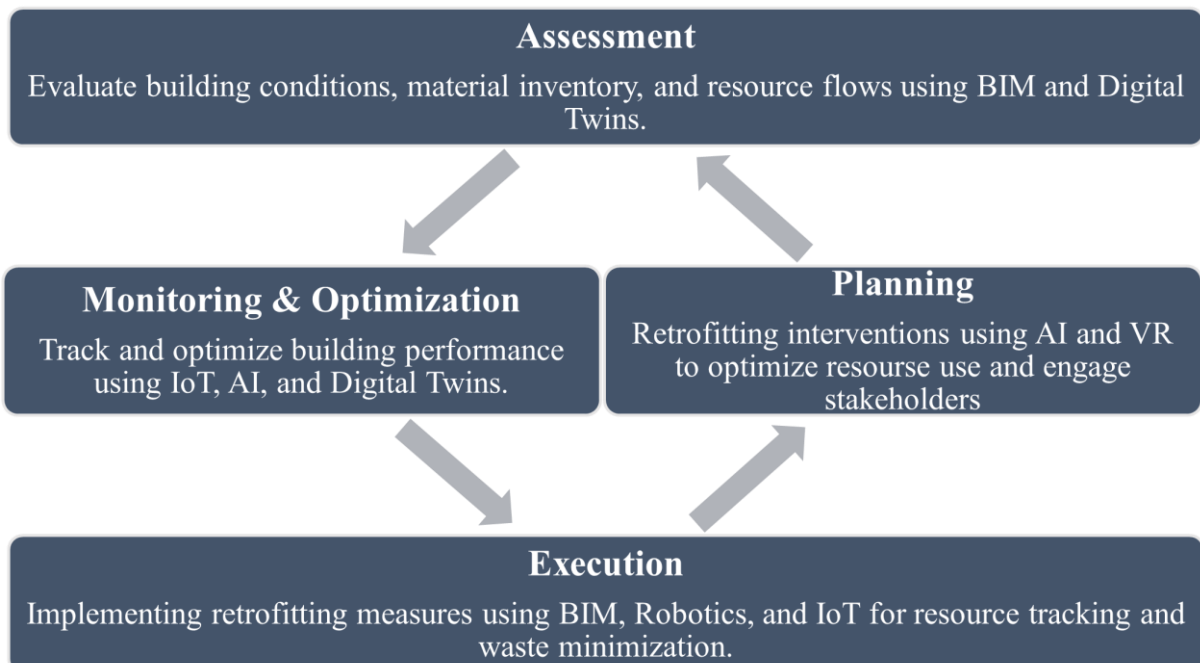 Assessment
Evaluate building conditions, material inventory, and resource flows using BIM and Digital
Twins.
Monitoring & Optimization
Track and optimize building performance
using IoT, AI, and Digital Twins.
Planning
Retrofitting interventions using AI and VR
to optimize resourse use and engage
stakeholders
Execution
Implementing retrofitting measures using BIM, Robotics, and IoT for resource tracking and
waste minimization.